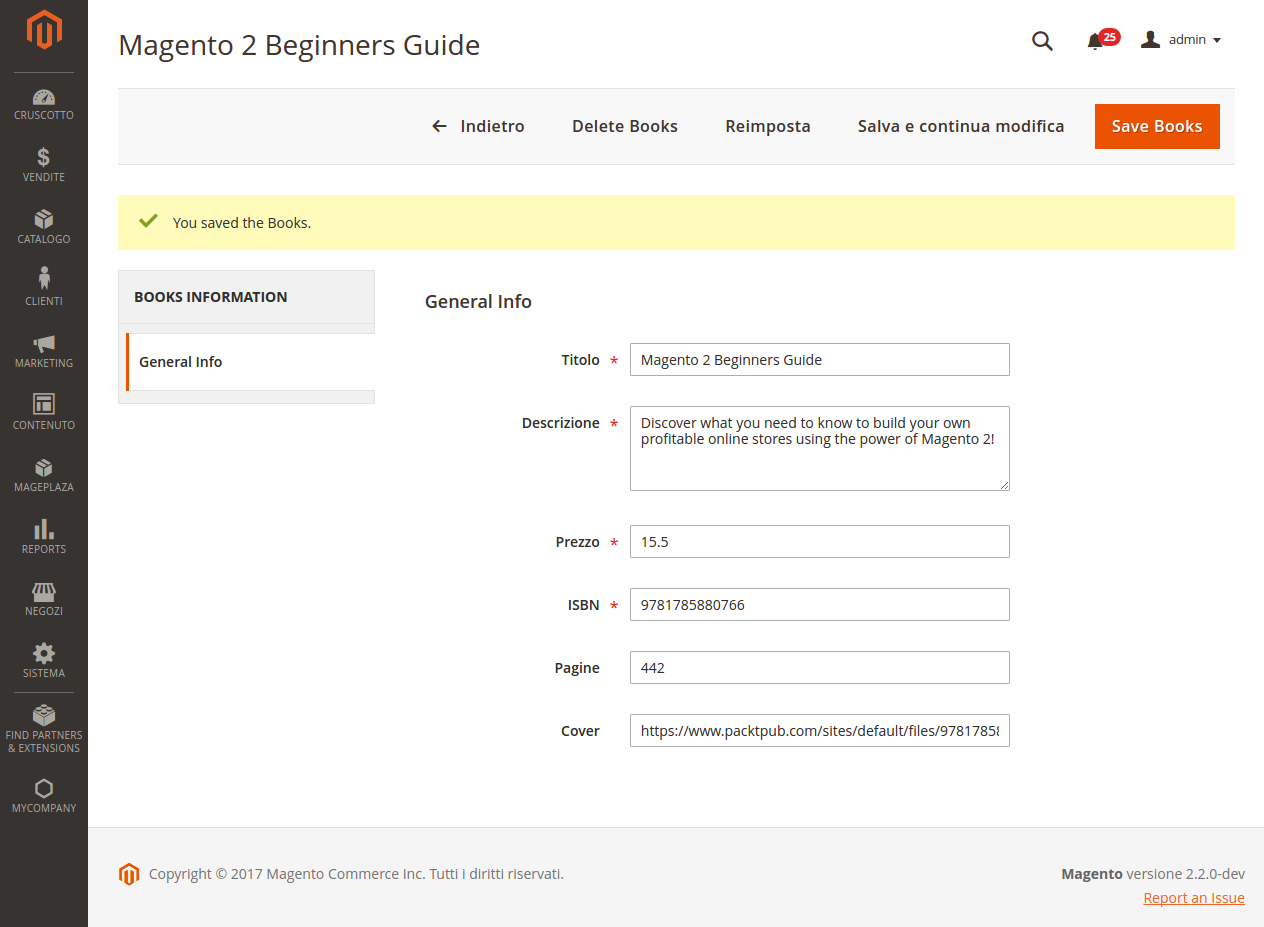 Magento 2 Beginners Guide
25
admin
Indietro
Delete Books
Reimposta
Salva e continua modifica
Save Books
You saved the Books.
CRUSCOTTO
VENDITE
CATALOGO
CLIENTI
MARKETING
CONTENUTO
MAGEPLAZA
REPORTS
NEGOZI
SISTEMA
FIND PARTNERS
& EXTENSIONS
MYCOMPANY
BOOKS INFORMATION
General Info
General Info
Titolo *
Magento 2 Beginners Guide
Descrizione *
Discover what you need to know to build your own
profitable online stores using the power of Magento 2!
Prezzo *
15.5
ISBN *
9781785880766
Pagine
442
Cover
https://www.packtpub.com/sites/default/files/9781785
Copyright © 2017 Magento Commerce Inc. Tutti i diritti riservati.
Magento versione 2.2.0-dev
Report an Issue